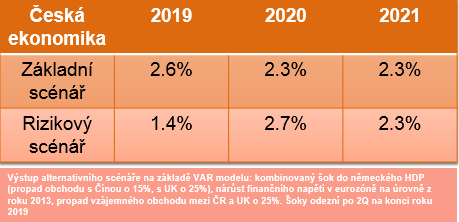 Česká ekonomika 2019 2020 2021
Základní scénář 2.6% 2.3% 2.3%
Rizikový scénář 1.4% 2.7% 2.3%
Výstup alternativního scénáře na základě VAR modelu: kombinovaný šok do německého HDP
(propad obchodu s Čínou o 15%, s UK o 25%), nárůst finančního napětí v eurozóně na úrovně z
roku 2013, propad vzájemného obchodu mezi ČR a UK o 25%. Šoky odezní po 2Q na konci roku
2019